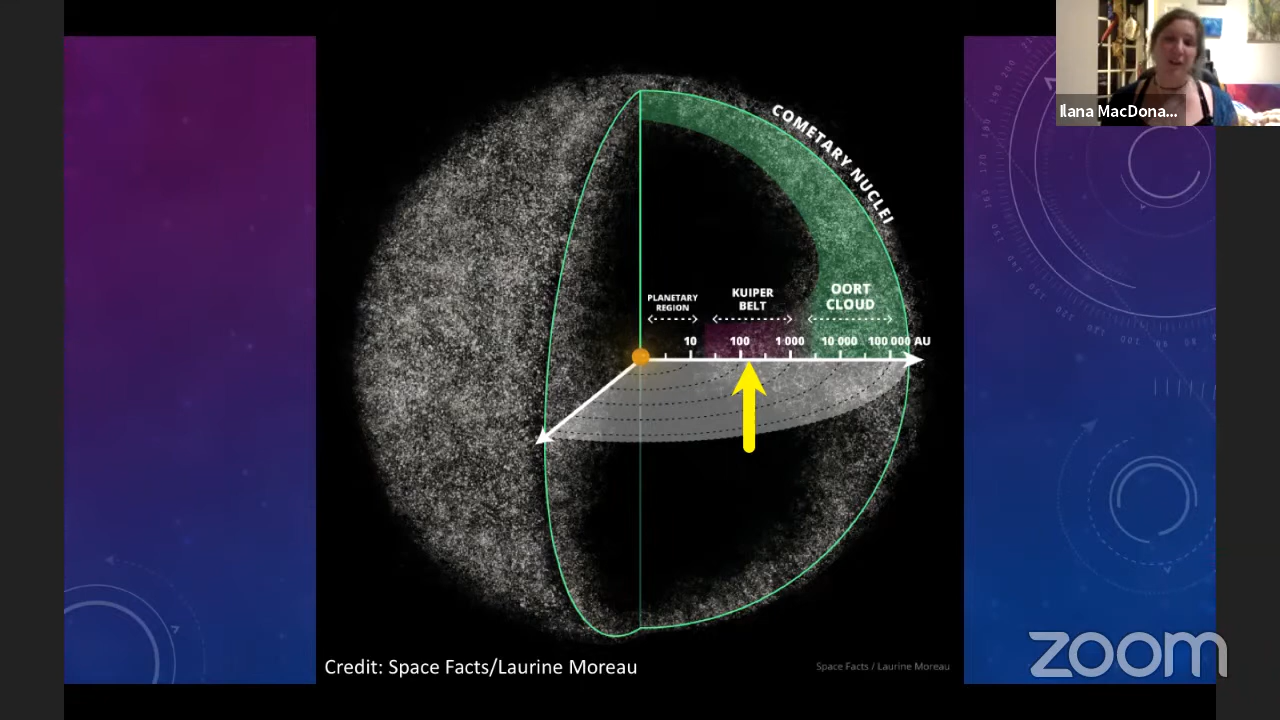 Ilana MacDona...
COMETARY NUCLEI
PLANETARY
REGION
KUIPER
BELT
OORT
CLOUD
10 100 1 000 10 000 100 000 AU
Credit: Space Facts/Laurine Moreau
Space Facts / Laurine Moreau
zoom